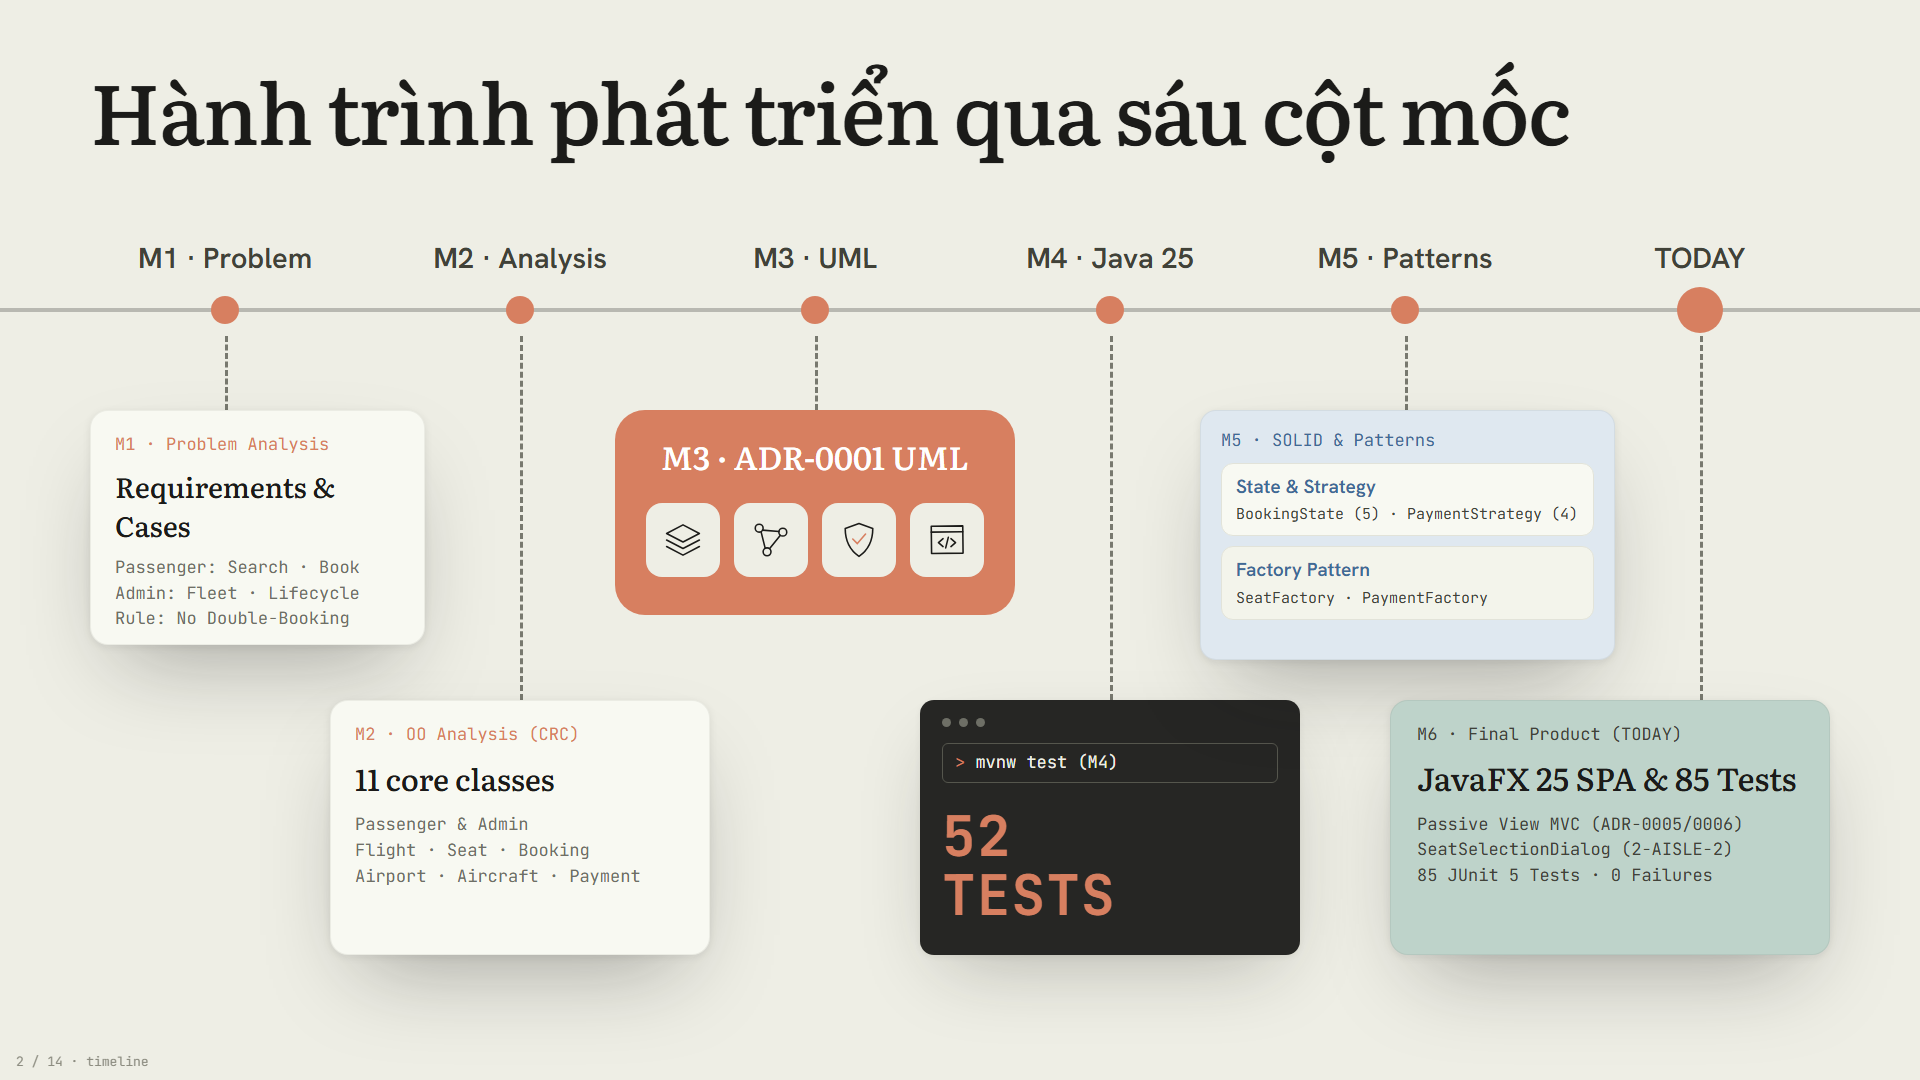 Hành trình phát triển qua sáu cột mốc
M1 · Problem
M2 · Analysis
M3 · UML
M4 · Java 25
M5 · Patterns
TODAY
M1 · Problem Analysis
Requirements &
Cases
Passenger: Search · Book
Admin: Fleet · Lifecycle
Rule: No Double-Booking
M3 · ADR-0001 UML
</>
M5 · SOLID & Patterns
State & Strategy
BookingState (5) · PaymentStrategy (4)
Factory Pattern
SeatFactory · PaymentFactory
M2 · OO Analysis (CRC)
11 core classes
Passenger & Admin
Flight · Seat · Booking
Airport · Aircraft · Payment
> mvnw test (M4)
52
TESTS
M6 · Final Product (TODAY)
JavaFX 25 SPA & 85 Tests
Passive View MVC (ADR-0005/0006)
SeatSelectionDialog (2-AISLE-2)
85 JUnit 5 Tests · 0 Failures
2 / 14 · timeline